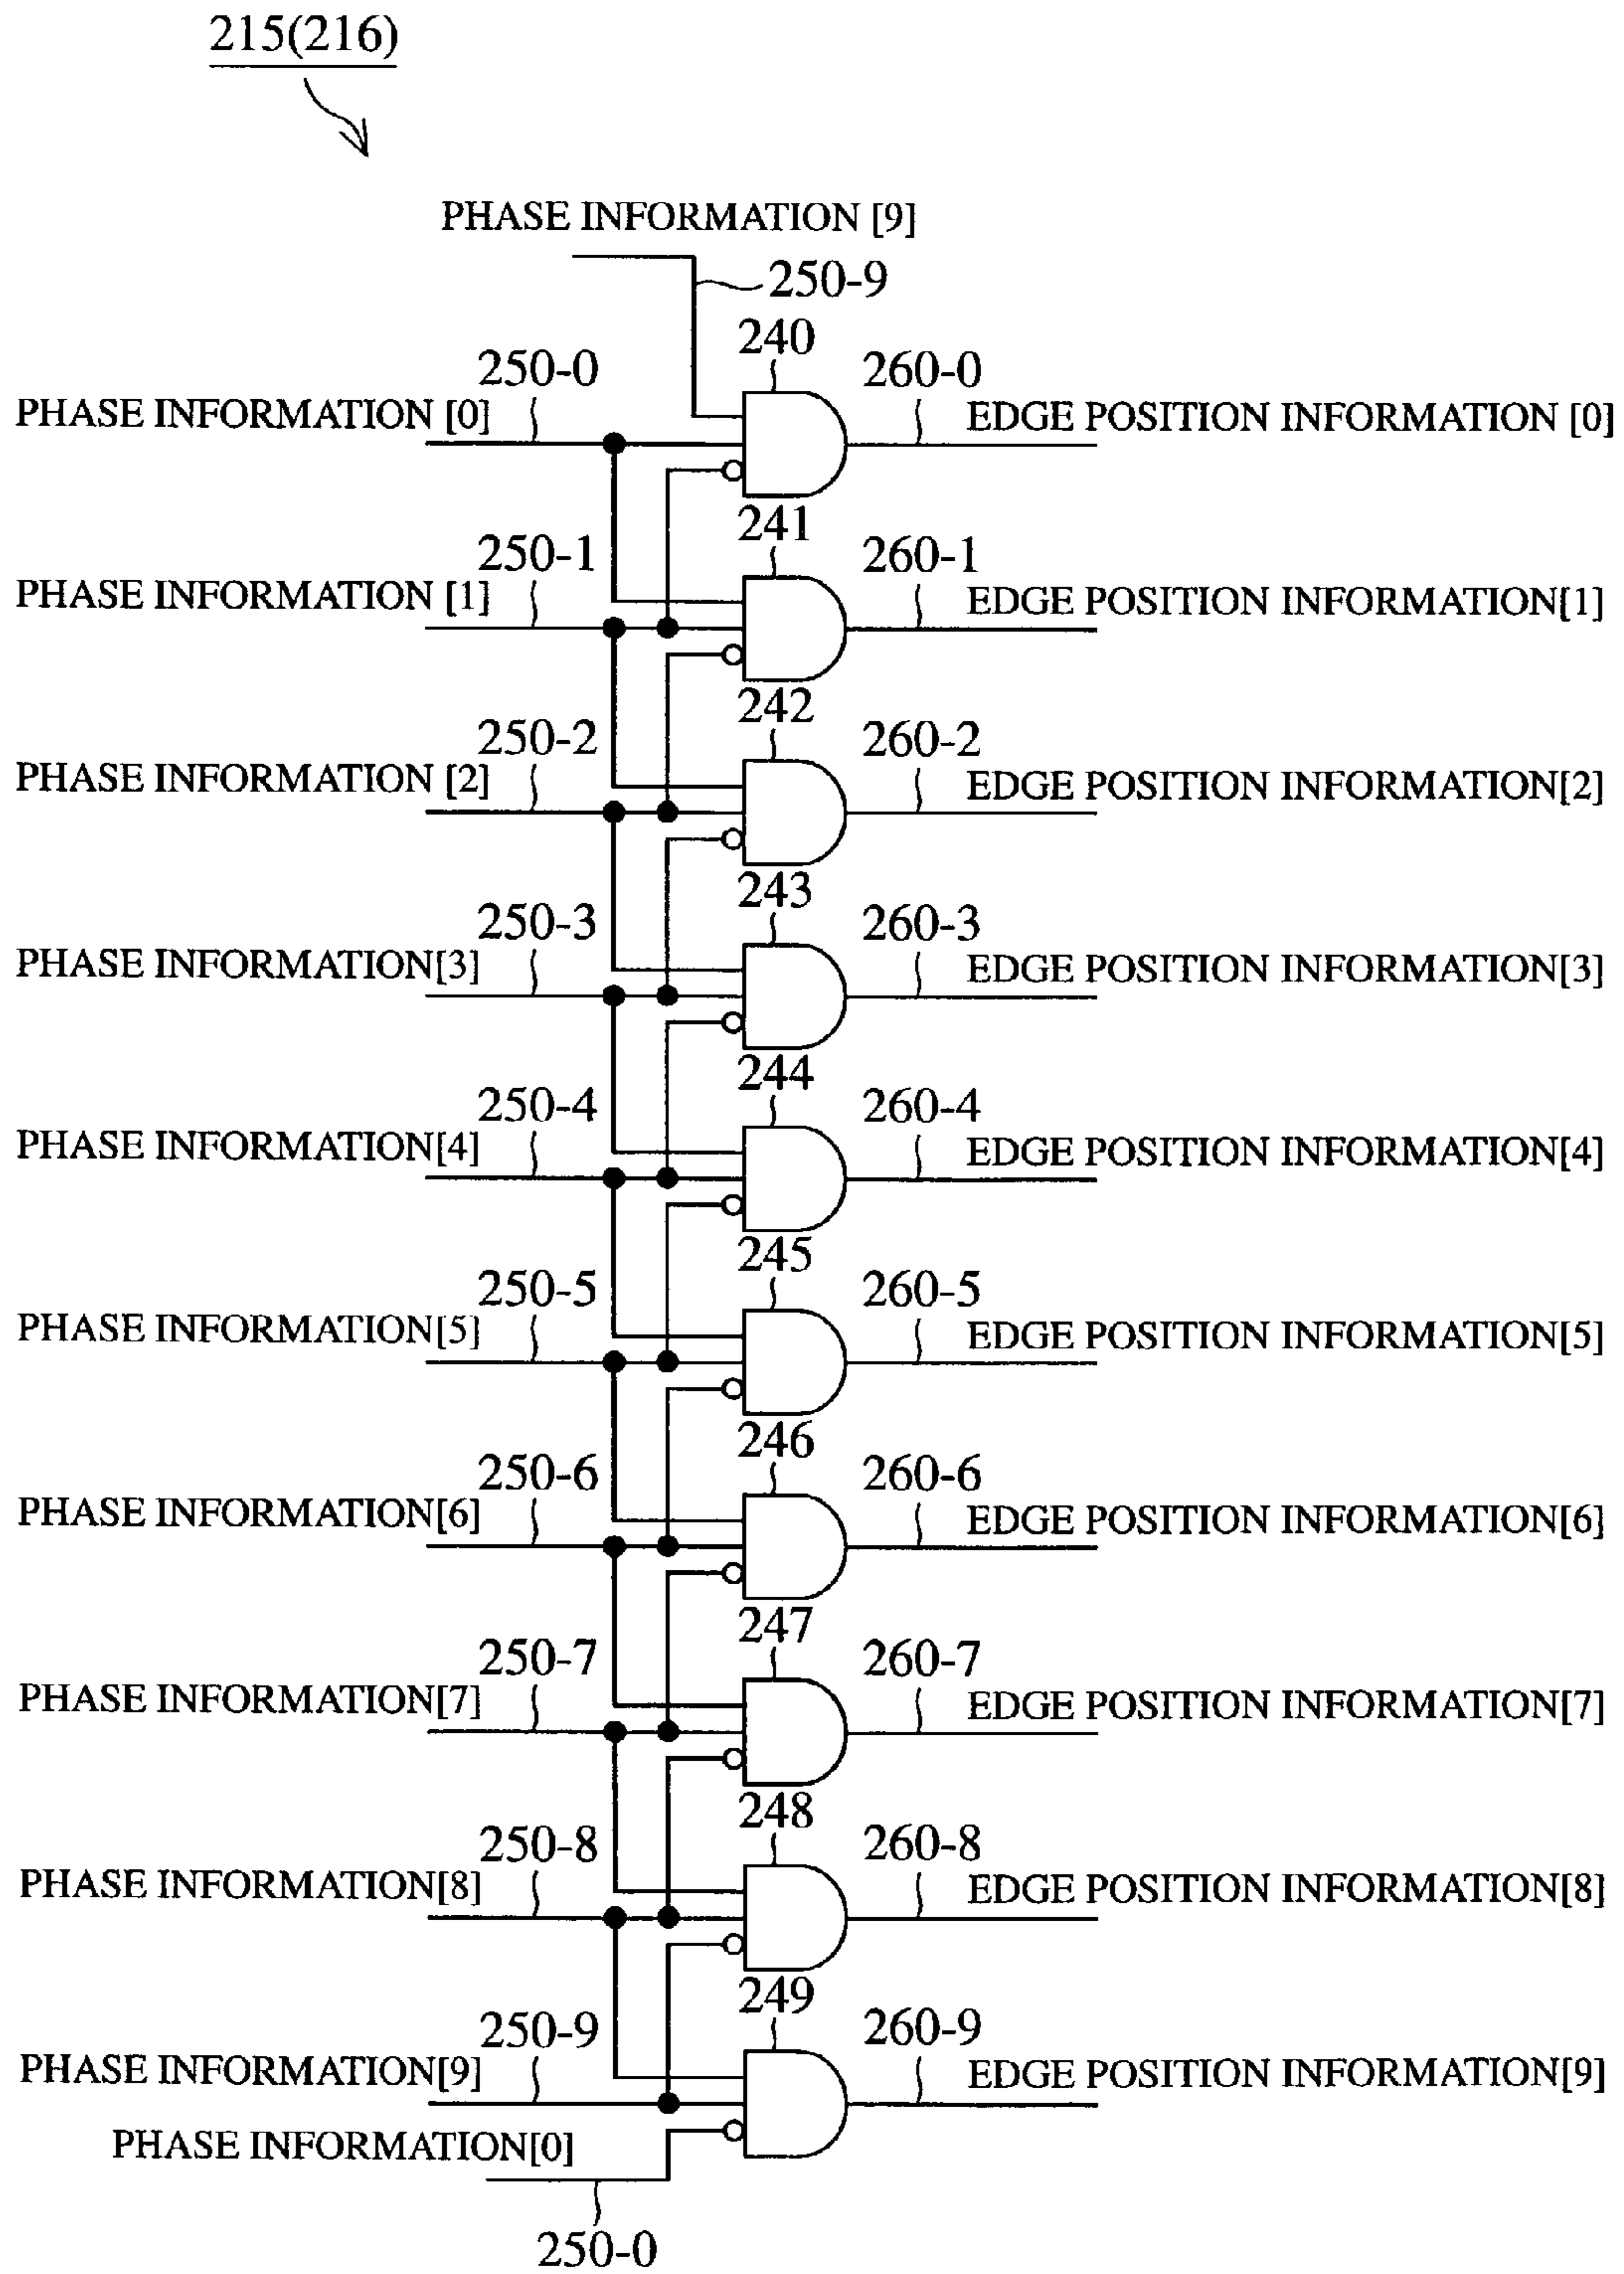 215(216)
PHASE INFORMATION [9]
250-9
240
250-0
260-0
PHASE INFORMATION [0]
EDGE POSITION INFORMATION [0]
241
250-1
260-1
PHASE INFORMATION [1]
EDGE POSITION INFORMATION[1]
242
250-2
260-2
PHASE INFORMATION [2]
EDGE POSITION INFORMATION[2]
243
250-3
260-3
PHASE INFORMATION[3]
EDGE POSITION INFORMATION[3]
244
250-4
260-4
PHASE INFORMATION[4]
EDGE POSITION INFORMATION[4]
245
250-5
260-5
PHASE INFORMATION[5]
EDGE POSITION INFORMATION[5]
246
250-6
260-6
PHASE INFORMATION[6]
EDGE POSITION INFORMATION[6]
247
250-7
260-7
PHASE INFORMATION[7]
EDGE POSITION INFORMATION[7]
248
250-8
260-8
PHASE INFORMATION[8]
EDGE POSITION INFORMATION[8]
249
250-9
260-9
PHASE INFORMATION[9]
EDGE POSITION INFORMATION[9]
PHASE INFORMATION[0]
250-0